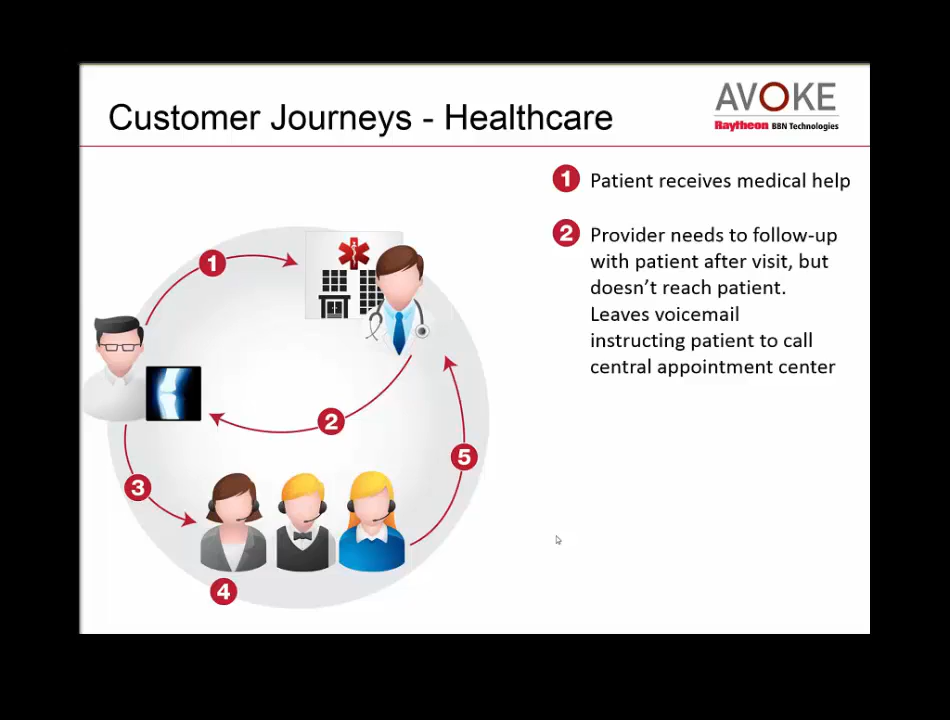 Customer Journeys - Healthcare
AVOKE
Raytheon BBN Technologies
1 Patient receives medical help
2 Provider needs to follow-up
with patient after visit, but
doesn’t reach patient.
Leaves voicemail
instructing patient to call
central appointment center
1
2
3
5
4